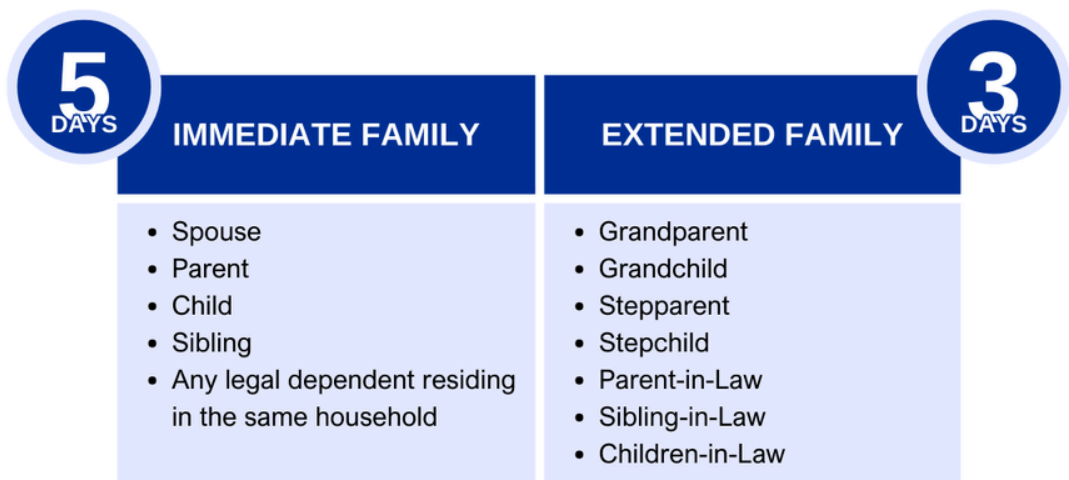 5
DAYS
IMMEDIATE FAMILY
• Spouse
• Parent
• Child
• Sibling
• Any legal dependent residing
in the same household
3
DAYS
EXTENDED FAMILY
• Grandparent
• Grandchild
• Stepparent
• Stepchild
• Parent-in-Law
• Sibling-in-Law
• Children-in-Law